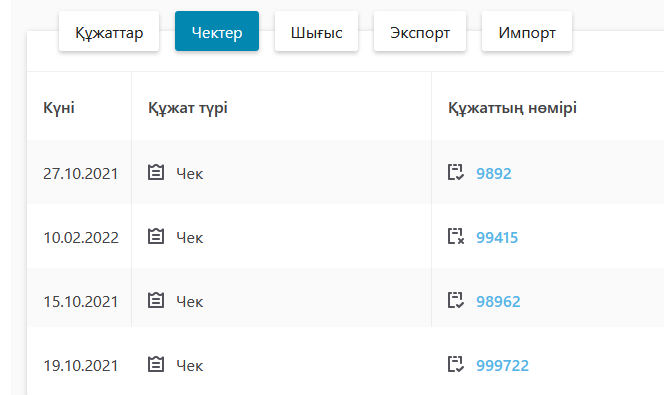 Құжаттар Чектер Шығыс Экспорт Импорт
Күні Құжат түрі Құжаттың нөмірі
27.10.2021 Чек 9892
10.02.2022 Чек 99415
15.10.2021 Чек 98962
19.10.2021 Чек 999722